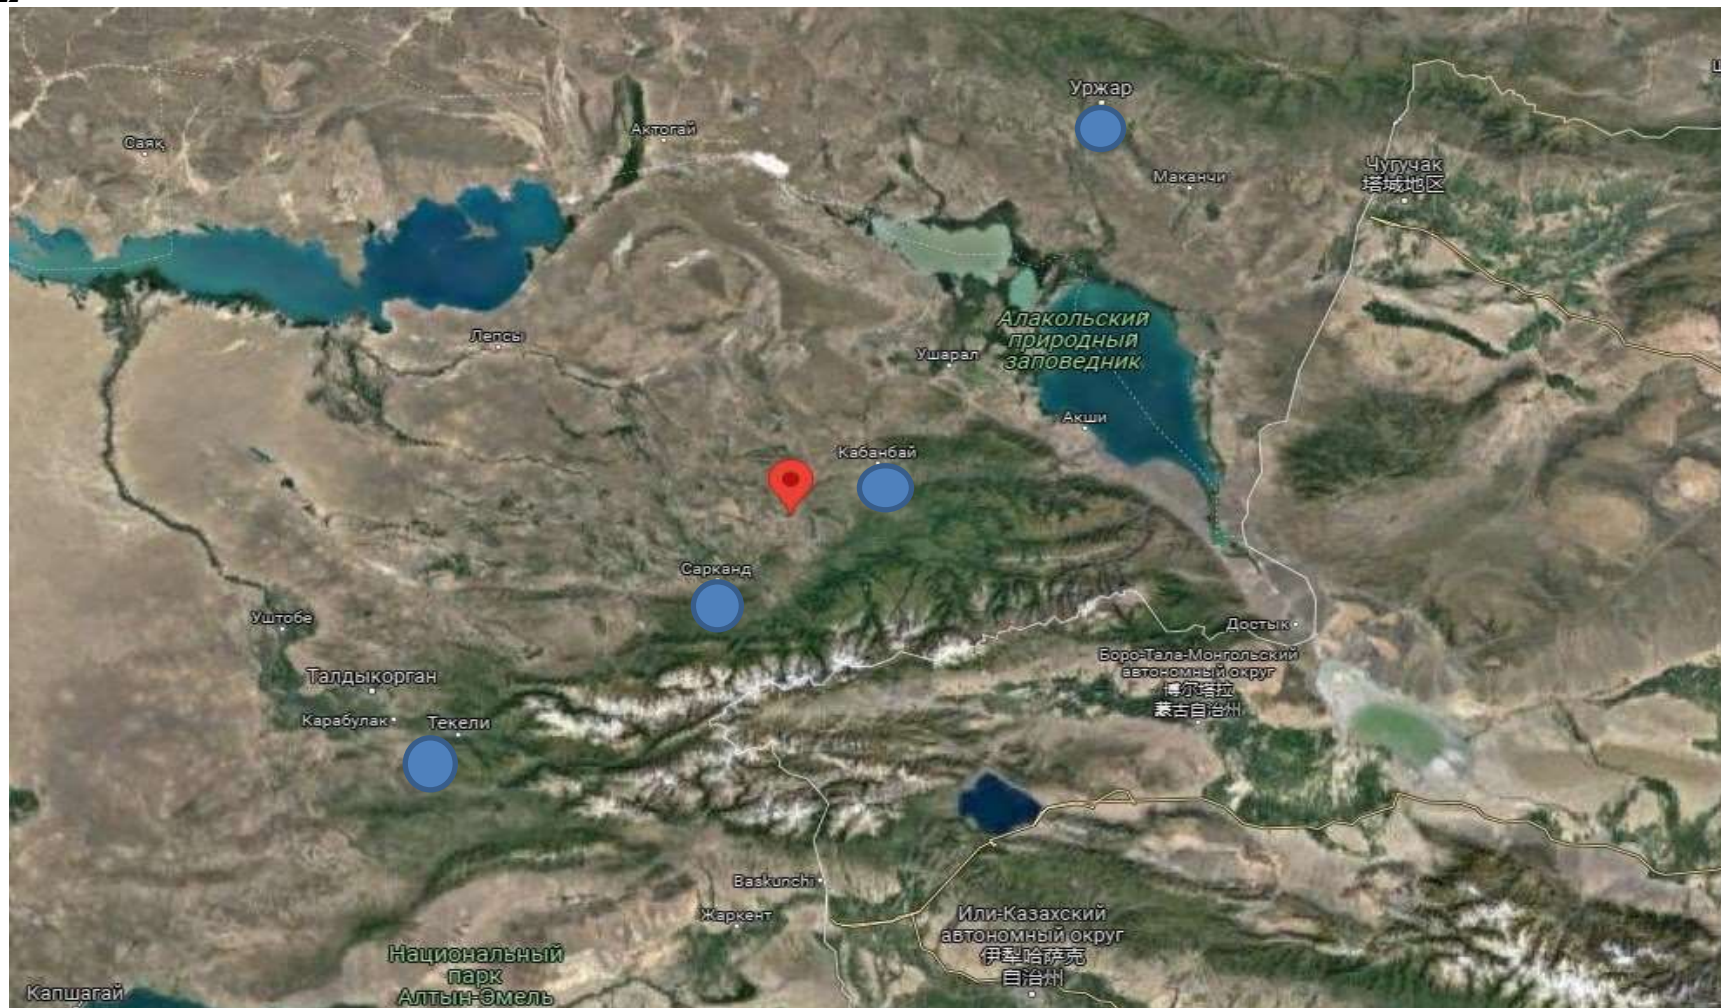 Уржар
Саяқ
Актогай
Чугучак
塔城地区
Маканчи
Алакольский
природный
заповедник
Лепсы
Ушарал
Акши
Кабанбай
Сарканд
Уштобе
Достык
Боро-Тала-Монгольский
автономный округ
博尔塔拉
蒙古自治州
Талдыкорган
Карабулак
Текели
Baskunchi
Жаркент
Или-Казахский
автономный округ
伊犁哈萨克
自治州
Национальный
парк
Алтын-Эмель
Капшагай